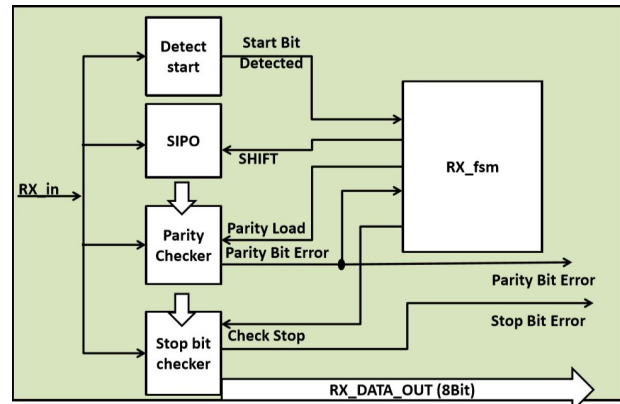 Detect
start
Start Bit
Detected
SIPO
SHIFT
RX_fsm
RX_in
Parity
Checker
Parity Load
Parity Bit Error
Parity Bit Error
Stop Bit Error
Stop bit
checker
Check Stop
RX_DATA_OUT (8Bit)